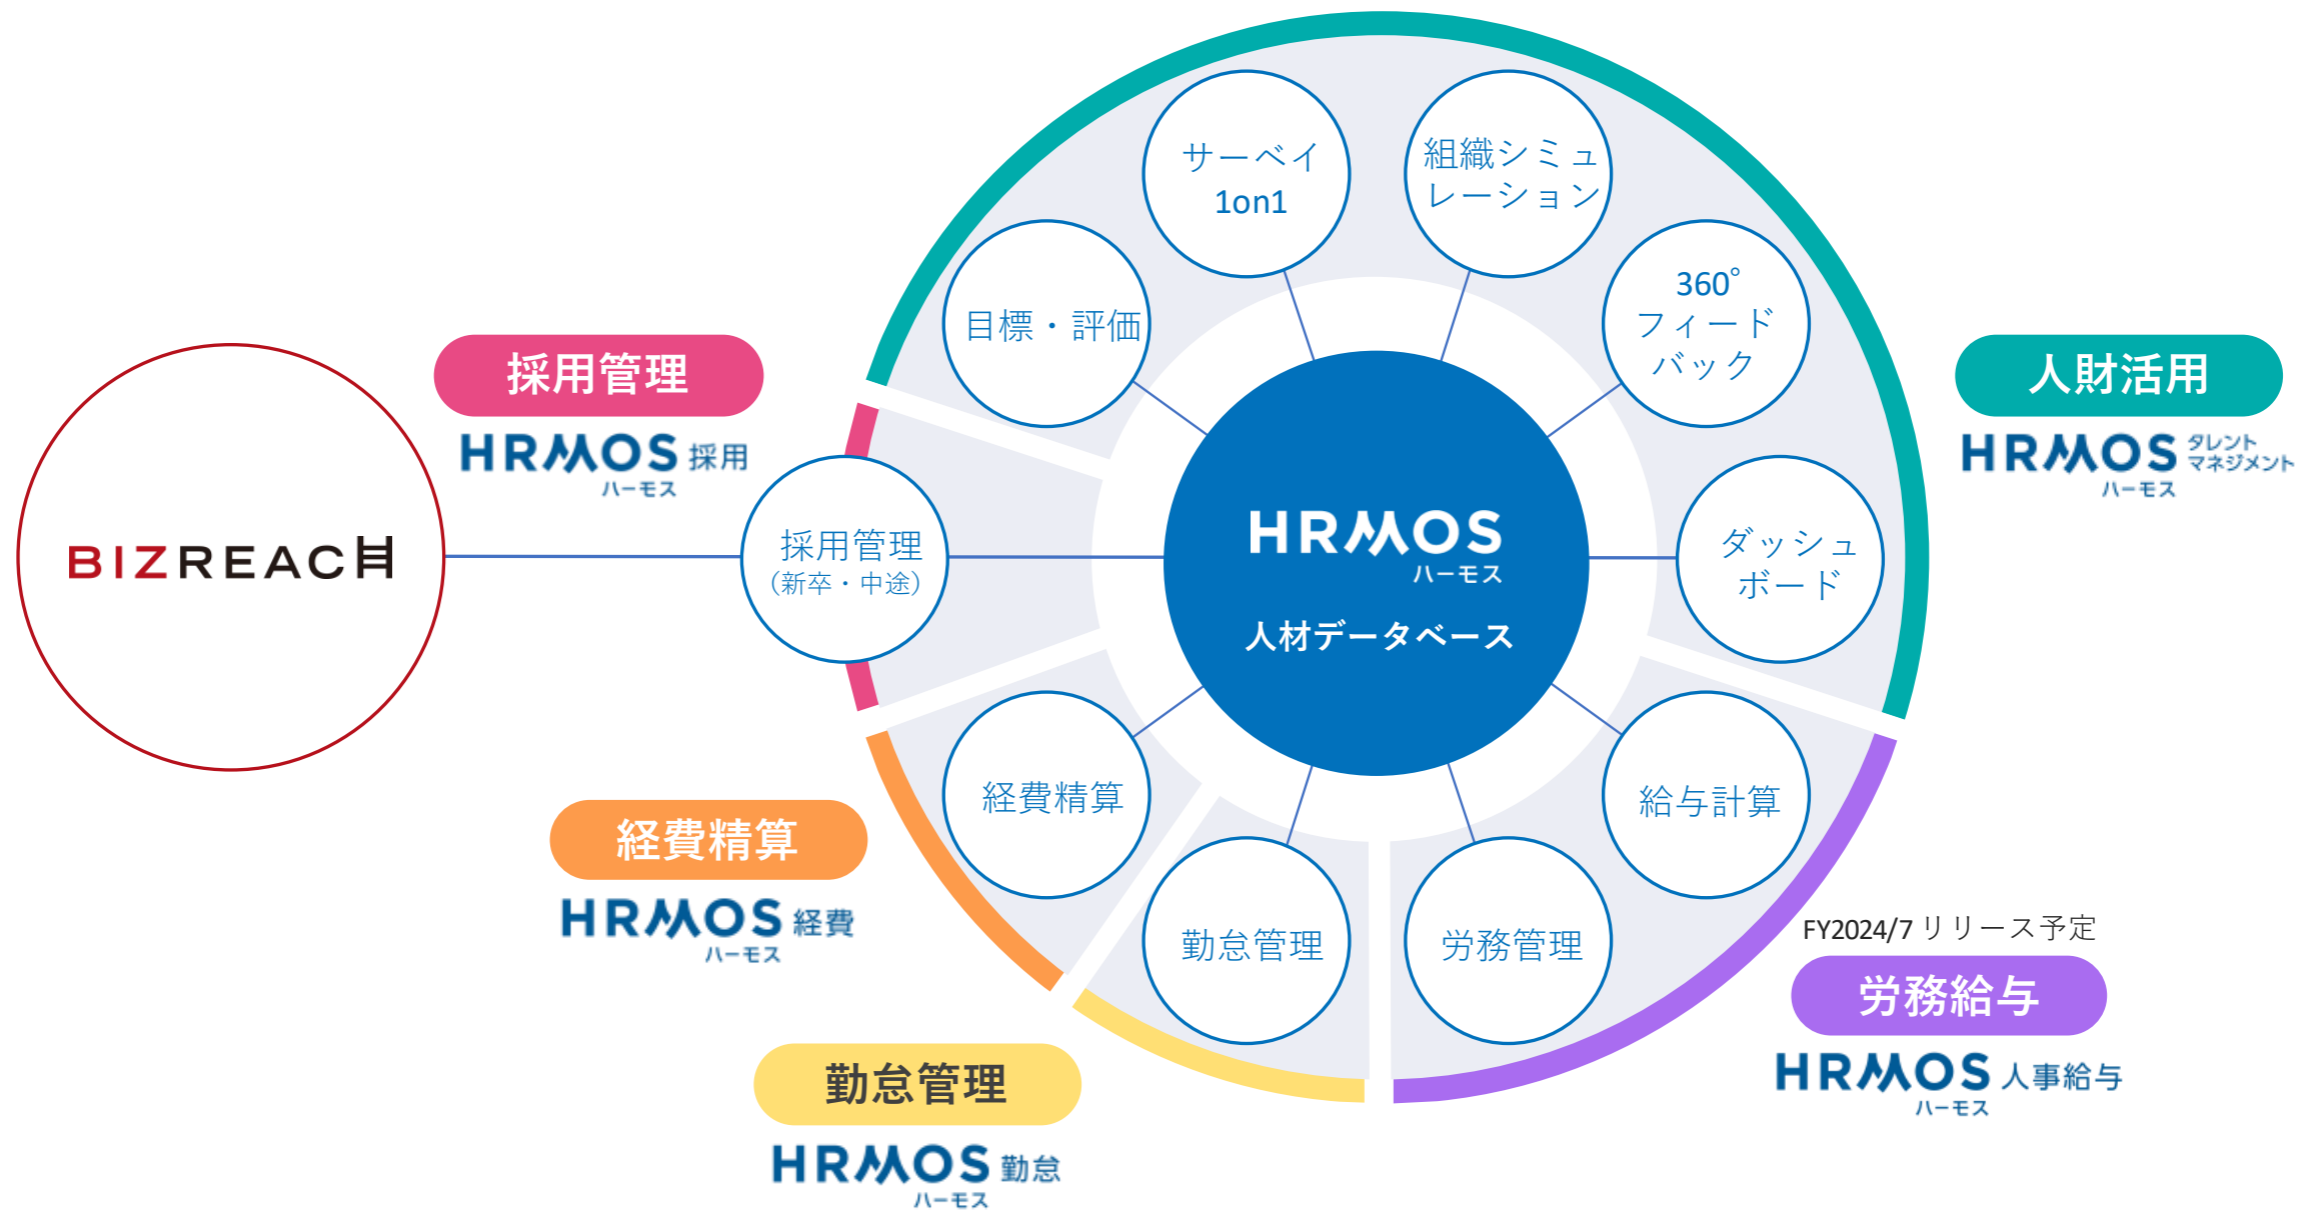 サーベイ
1on1
組織シミュ
レーション
目標・評価
360°
フィード
バック
採用管理
HRMOS 採用
ハーモス
人財活用
HRMOS タレント
マネジメント
ハーモス
BIZREACH
採用管理
（新卒・中途）
HRMOS
ハーモス
人材データベース
ダッシュ
ボード
経費精算
給与計算
経費精算
HRMOS 経費
ハーモス
勤怠管理
労務管理
FY2024/7 リリース予定
労務給与
HRMOS 人事給与
ハーモス
勤怠管理
HRMOS 勤怠
ハーモス